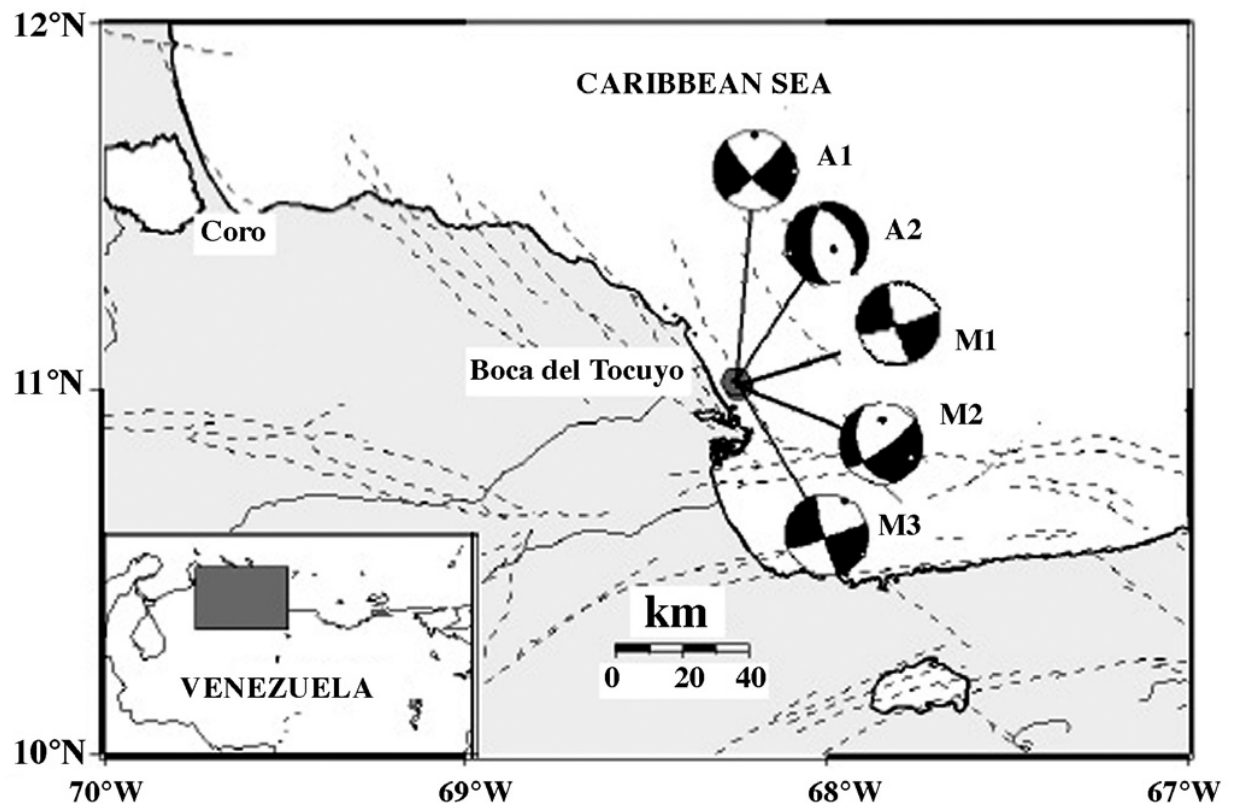 12°N
CARIBBEAN SEA
A1
A2
Coro
M1
Boca del Tocuyo
11°N
M2
M3
km
0 20 40
VENEZUELA
10°N
70°W 69°W 68°W 67°W